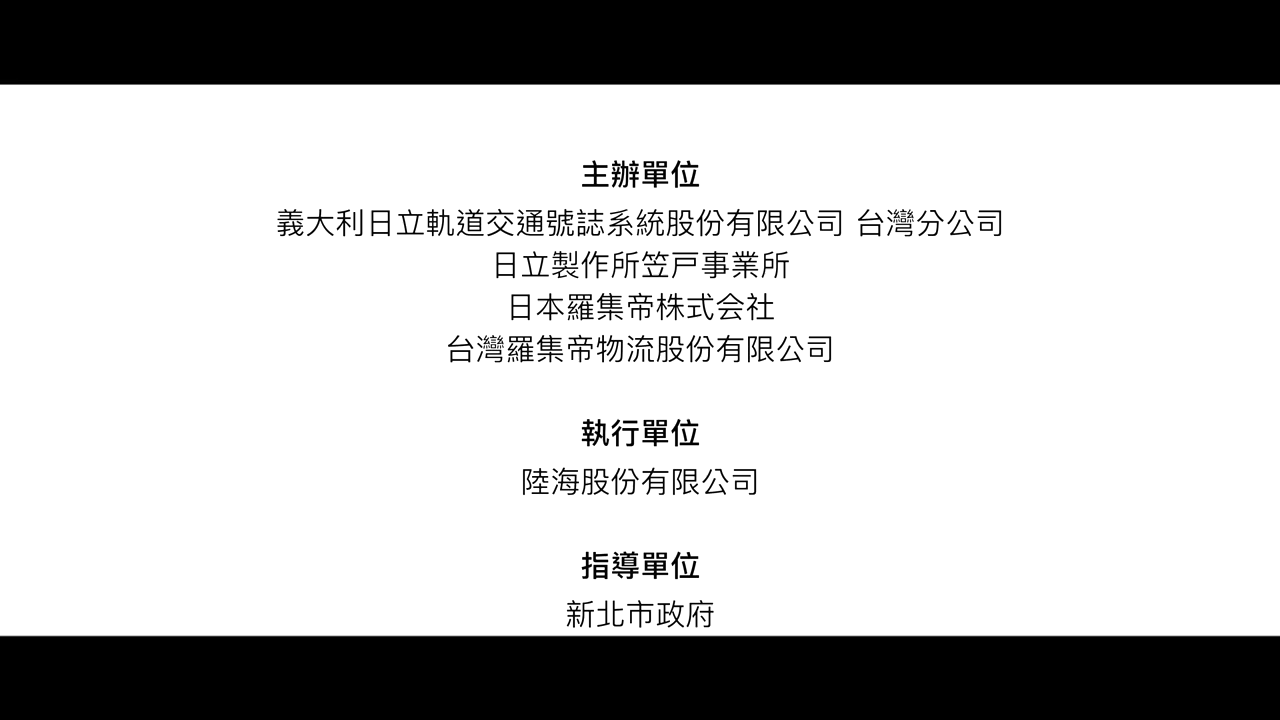 主辦單位
義大利日立軌道交通號誌系統股份有限公司 台灣分公司
日立製作所笠戸事業所
日本羅集帝株式会社
台灣羅集帝物流股份有限公司
執行單位
陸海股份有限公司
指導單位
新北市政府